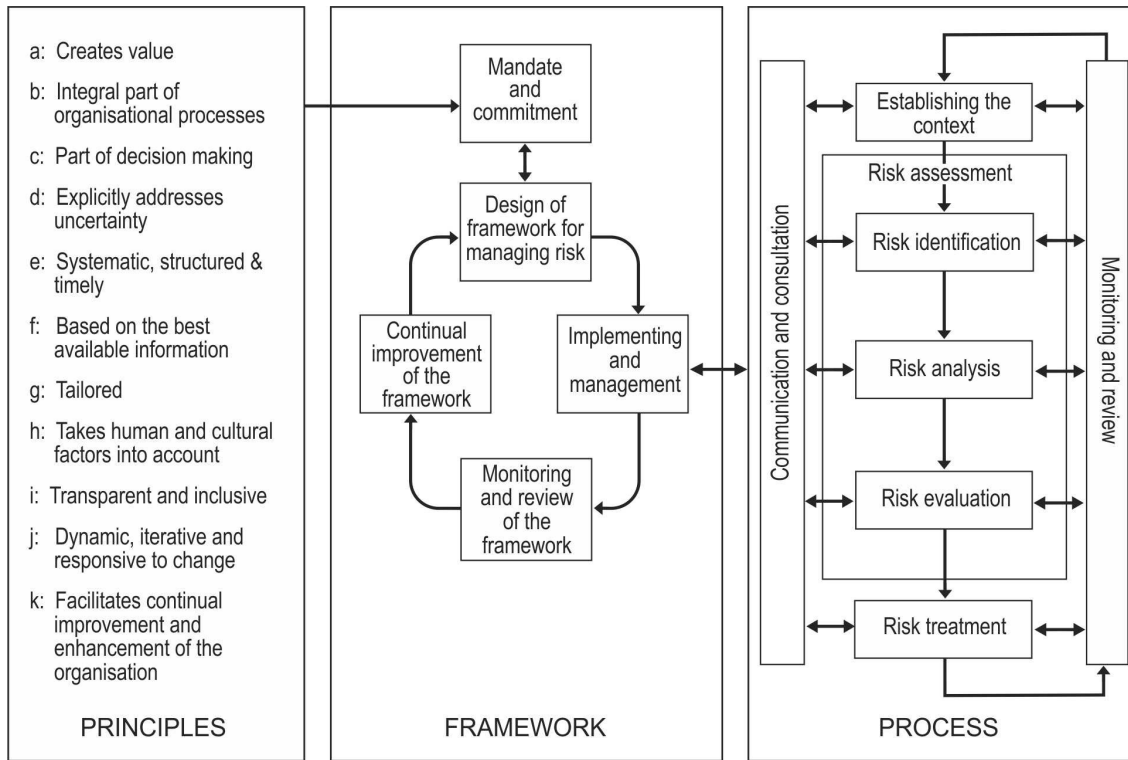 a: Creates value
b: Integral part of
organisational processes
c: Part of decision making
d: Explicitly addresses
uncertainty
e: Systematic, structured &
timely
f: Based on the best
available information
g: Tailored
h: Takes human and cultural
factors into account
i: Transparent and inclusive
j: Dynamic, iterative and
responsive to change
k: Facilitates continual
improvement and
enhancement of the
organisation
PRINCIPLES
Mandate
and
commitment
Design of
framework for
managing risk
Continual
improvement
of the
framework
Implementing
and
management
Monitoring
and review
of the
framework
FRAMEWORK
Communication and consultation
Establishing the
context
Risk assessment
Risk identification
Risk analysis
Risk evaluation
Risk treatment
Monitoring and review
PROCESS